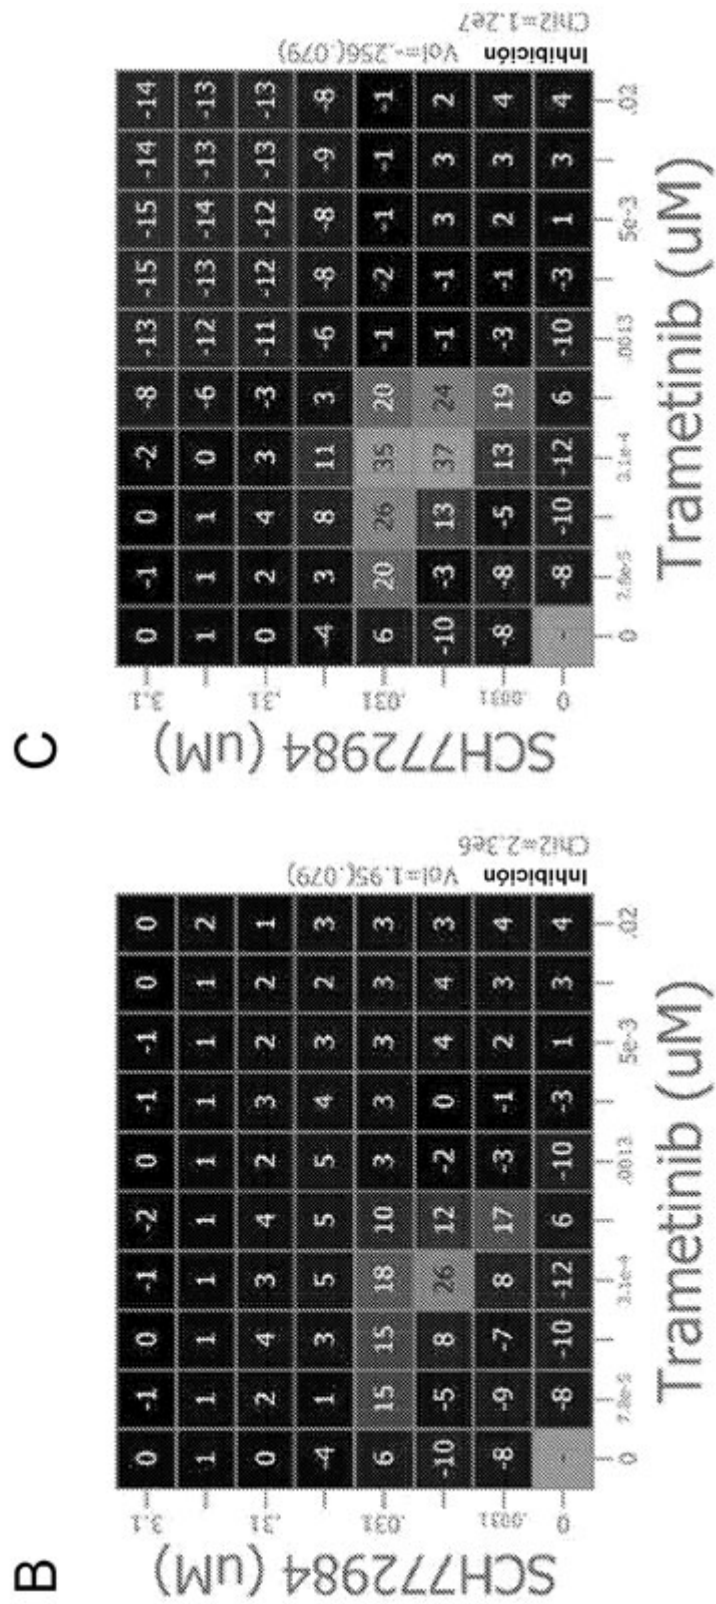 B
SCH772984 (uM)
3.1 0 -1 0 -1 -2 0 -1 -1 0 0
1 1 1 1 1 1 1 1 1 2
.31 0 2 4 3 4 2 3 2 2 1
-4 1 3 5 5 5 4 3 2 3
.031 6 15 15 18 10 3 3 3 3 3
-10 -5 8 26 12 -2 0 4 4 3
.0031 -8 -9 -7 8 17 -3 -1 2 3 4
0 - -8 -10 -12 6 -10 -3 1 3 4
0 7.8e-5 3.1e-4 .0013 5e-3 .02
Trametinib (uM)
Inhibición
Vol=1.95(.079)
Chi2=2.3e6
C
SCH772984 (uM)
3.1 0 -1 0 -2 -8 -13 -15 -15 -14 -14
1 1 1 0 -6 -12 -13 -14 -13 -13
.31 0 2 4 3 -3 -11 -12 -12 -13 -13
-4 3 8 11 3 -6 -8 -8 -9 -8
.031 6 20 26 35 20 -1 -2 -1 -1 -1
-10 -3 13 37 24 -1 -1 3 3 2
.0031 -8 -8 -5 13 19 -3 -1 2 3 4
0 - -8 -10 -12 6 -10 -3 1 3 4
0 7.8e-5 3.1e-4 .0013 5e-3 .02
Trametinib (uM)
Inhibición
Vol=-.256(.079)
Chi2=1.2e7